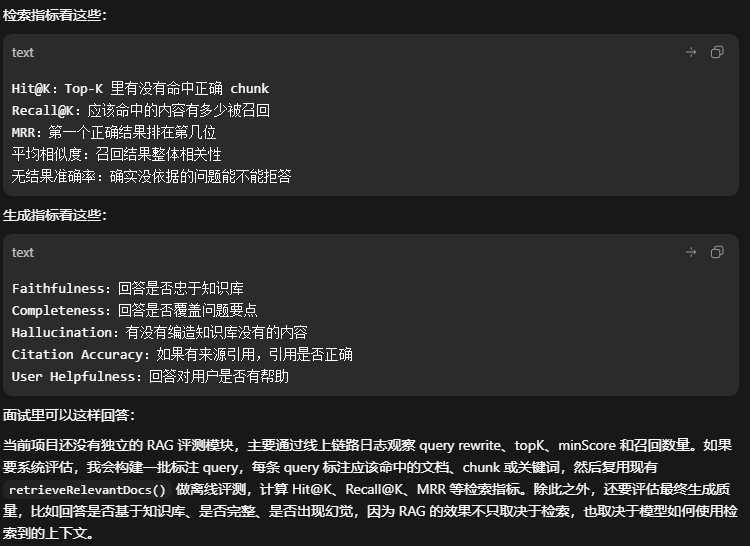 检索指标看这些：
text
Hit@K：Top-K 里有没有命中正确 chunk
Recall@K：应该命中的内容有多少被召回
MRR：第一个正确结果排在第几位
平均相似度：召回结果整体相关性
无结果准确率：确实没依据的问题能不能拒答
生成指标看这些：
text
Faithfulness：回答是否忠于知识库
Completeness：回答是否覆盖问题要点
Hallucination：有没有编造知识库没有的内容
Citation Accuracy：如果有来源引用，引用是否正确
User Helpfulness：回答对用户是否有帮助
面试里可以这样回答：
当前项目还没有独立的 RAG 评测模块，主要通过线上链路日志观察 query rewrite、topK、minScore 和召回数量。如果
要系统评估，我会构建一批标注 query，每条 query 标注应该命中的文档、chunk 或关键词，然后复用现有
retrieveRelevantDocs() 做离线评测，计算 Hit@K、Recall@K、MRR 等检索指标。除此之外，还要评估最终生成质
量，比如回答是否基于知识库、是否完整、是否出现幻觉，因为 RAG 的效果不只取决于检索，也取决于模型如何使用检
索到的上下文。